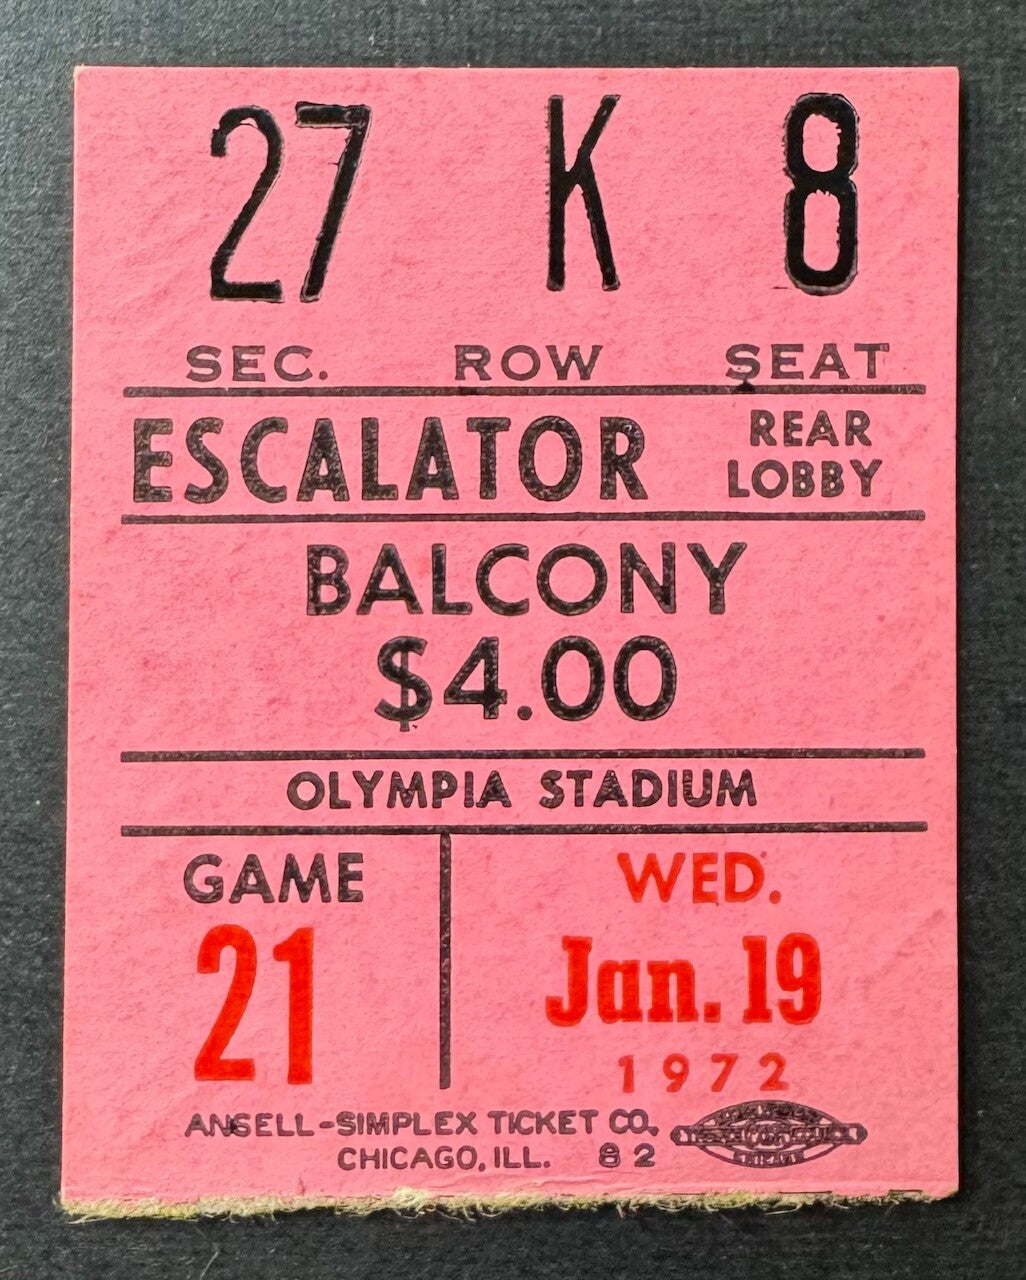 27 K 8
SEC. ROW SEAT
ESCALATOR REAR LOBBY
BALCONY
$4.00
OLYMPIA STADIUM
GAME WED.
21 Jan. 19
1972
ANSELL-SIMPLEX TICKET CO.
CHICAGO, ILL. 82